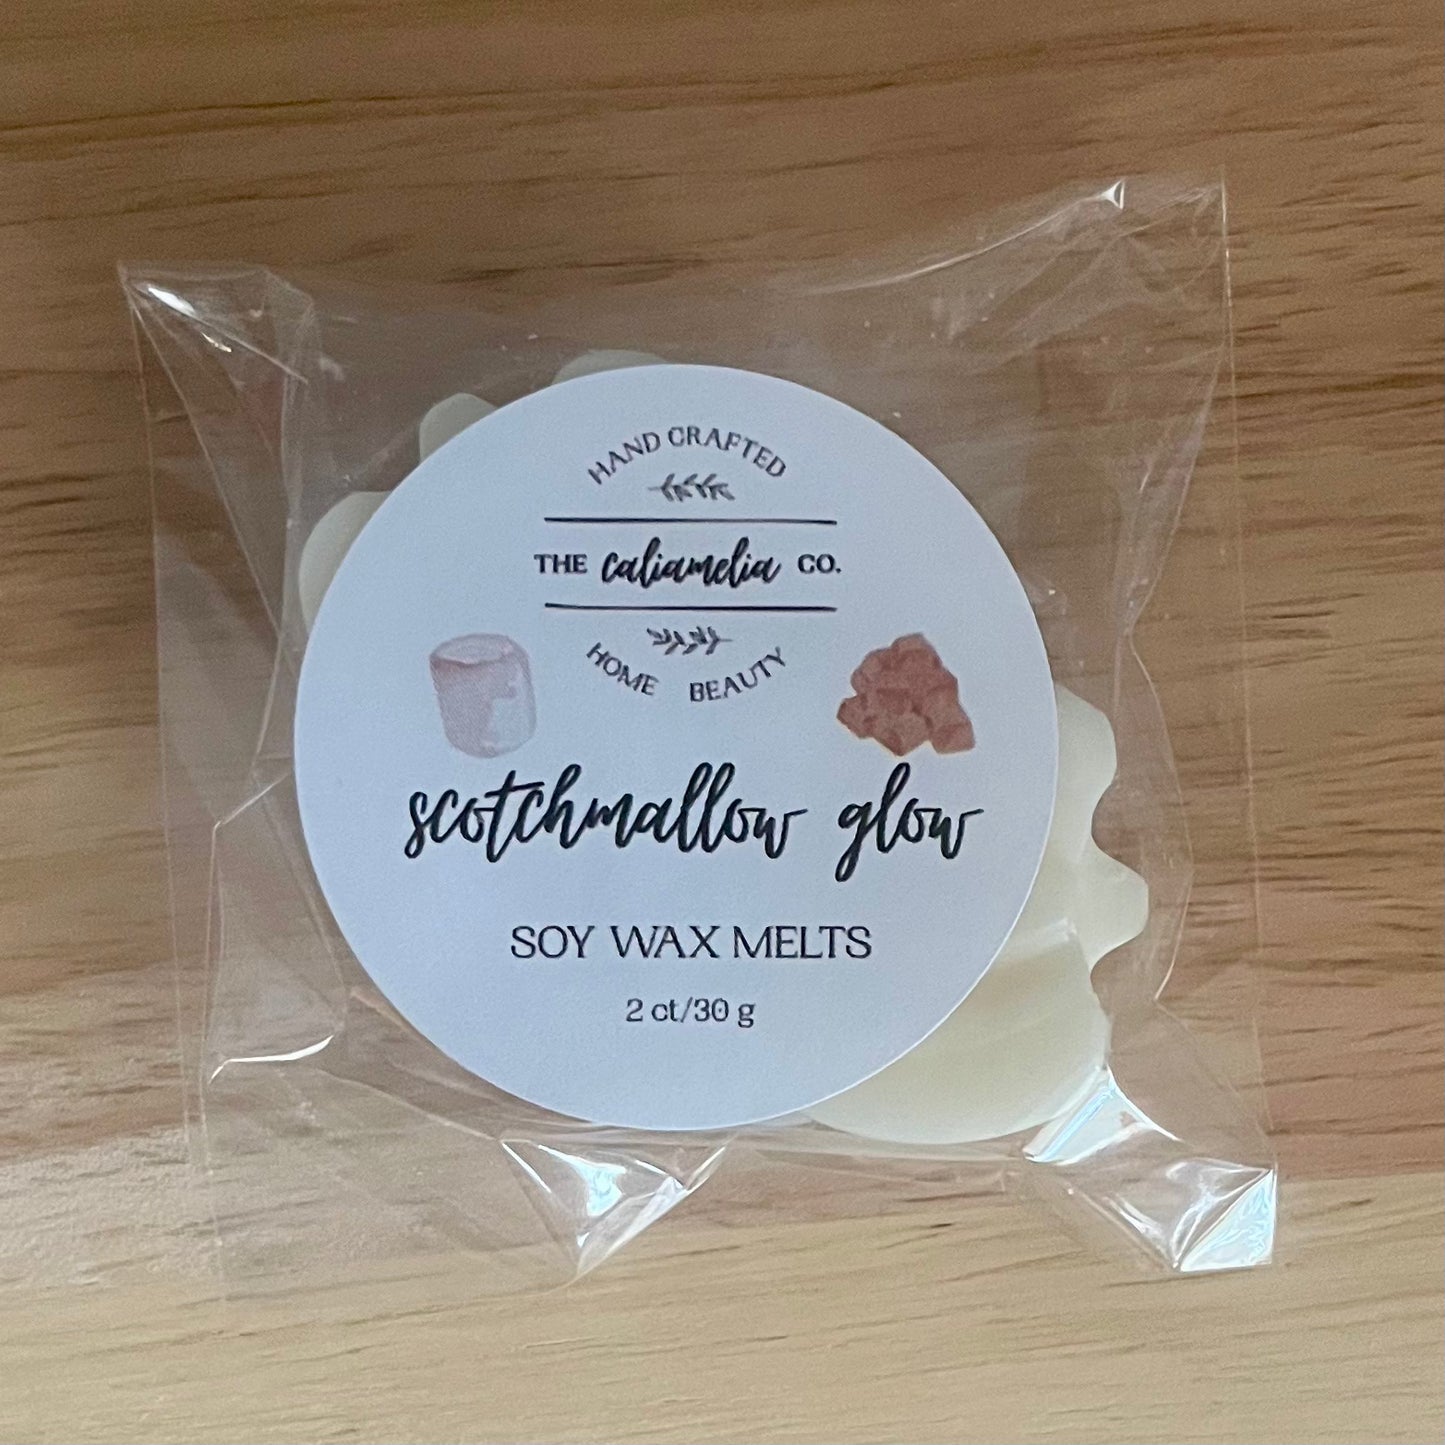 HAND CRAFTED
THE caliamelia CO.
HOME BEAUTY
scotchmallow glow
SOY WAX MELTS
2 ct/30 g